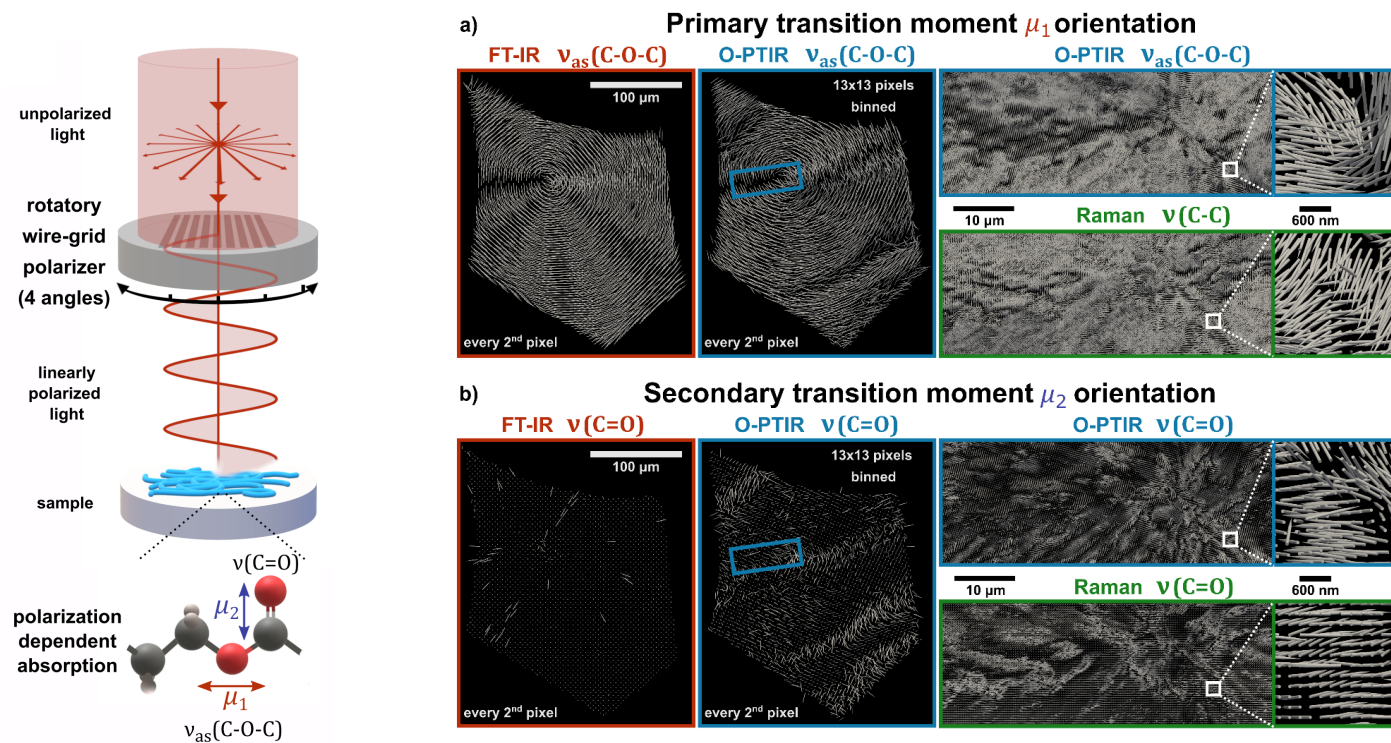 unpolarized
light
rotatory
wire-grid
polarizer
(4 angles)
linearly
polarized
light
sample
ν(C=O)
μ2
polarization
dependent
absorption
μ1
νas(C-O-C)
a) Primary transition moment μ1 orientation
FT-IR νas(C-O-C)
100 μm
every 2nd pixel
O-PTIR νas(C-O-C)
13x13 pixels
binned
every 2nd pixel
O-PTIR νas(C-O-C)
10 μm
Raman ν(C-C)
600 nm
b) Secondary transition moment μ2 orientation
FT-IR ν(C=O)
100 μm
every 2nd pixel
O-PTIR ν(C=O)
13x13 pixels
binned
every 2nd pixel
O-PTIR ν(C=O)
10 μm
Raman ν(C=O)
600 nm